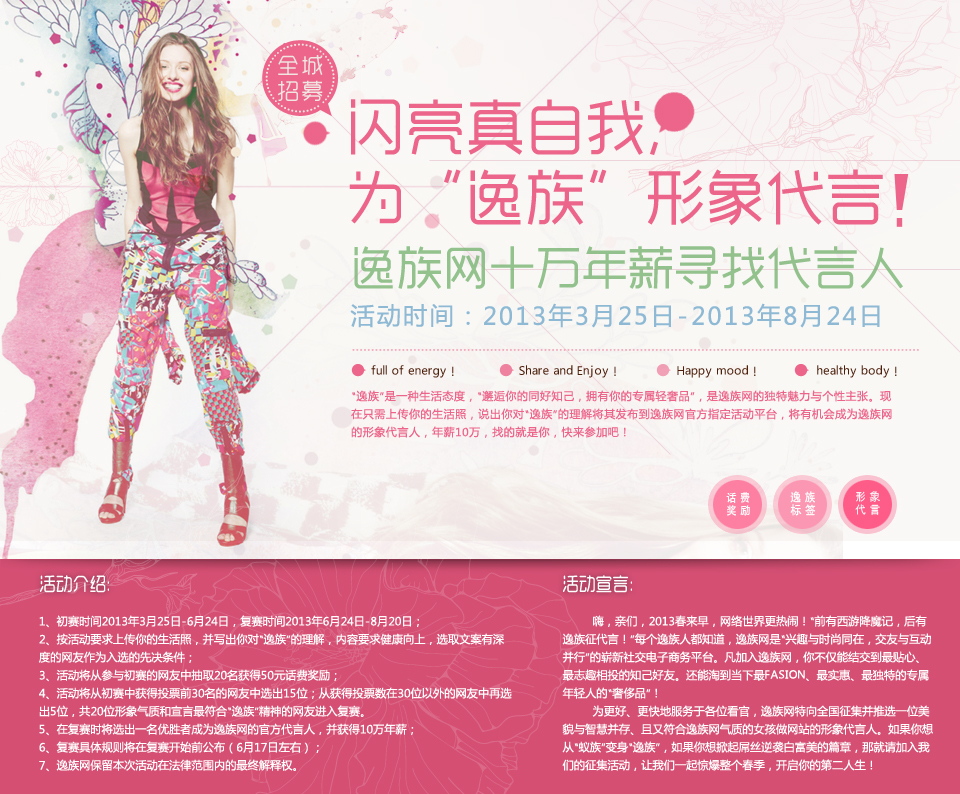 全城
招募
闪亮真自我,
为“逸族”形象代言!
逸族网十万年薪寻找代言人
活动时间：2013年3月25日-2013年8月24日
full of energy !
Share and Enjoy !
Happy mood !
healthy body !
“逸族”是一种生活态度，“邂逅你的同好知己，拥有你的专属轻奢品”，是逸族网的独特魅力与个性主张。现
在只需上传你的生活照，说出你对“逸族”的理解将其发布到逸族网官方指定活动平台，将有机会成为逸族网
的形象代言人，年薪10万，找的就是你，快来参加吧！
话费
奖励
逸族
标签
形象
代言
活动介绍:
1、初赛时间2013年3月25日-6月24日，复赛时间2013年6月24日-8月20日；
2、按活动要求上传你的生活照，并写出你对“逸族”的理解，内容要求健康向上，选取文案有深
度的网友作为入选的先决条件；
3、活动将从参与初赛的网友中抽取20名获得50元话费奖励；
4、活动将从初赛中获得投票前30名的网友中选出15位；从获得投票数在30位以外的网友中再选
出5位，共20位形象气质和宣言最符合“逸族”精神的网友进入复赛。
5、在复赛时将选出一名优胜者成为逸族网的官方代言人，并获得10万年薪；
6、复赛具体规则将在复赛开始前公布（6月17日左右）；
7、逸族网保留本次活动在法律范围内的最终解释权。
活动宣言:
嗨，亲们，2013春来早，网络世界更热闹！“前有西游降魔记，后有
逸族征代言！”每个逸族人都知道，逸族网是“兴趣与时尚同在，交友与互动
并行”的崭新社交电子商务平台。凡加入逸族网，你不仅能结交到最贴心、
最志趣相投的知己好友。还能淘到当下最FASION、最实惠、最独特的专属
年轻人的“奢侈品”！
为更好、更快地服务于各位看官，逸族网特向全国征集并推选一位美
貌与智慧并存、且又符合逸族网气质的女孩做网站的形象代言人。如果你想
从“蚁族”变身“逸族”，如果你想掀起屌丝逆袭白富美的篇章，那就请加入我
们的征集活动，让我们一起惊爆整个春季，开启你的第二人生！